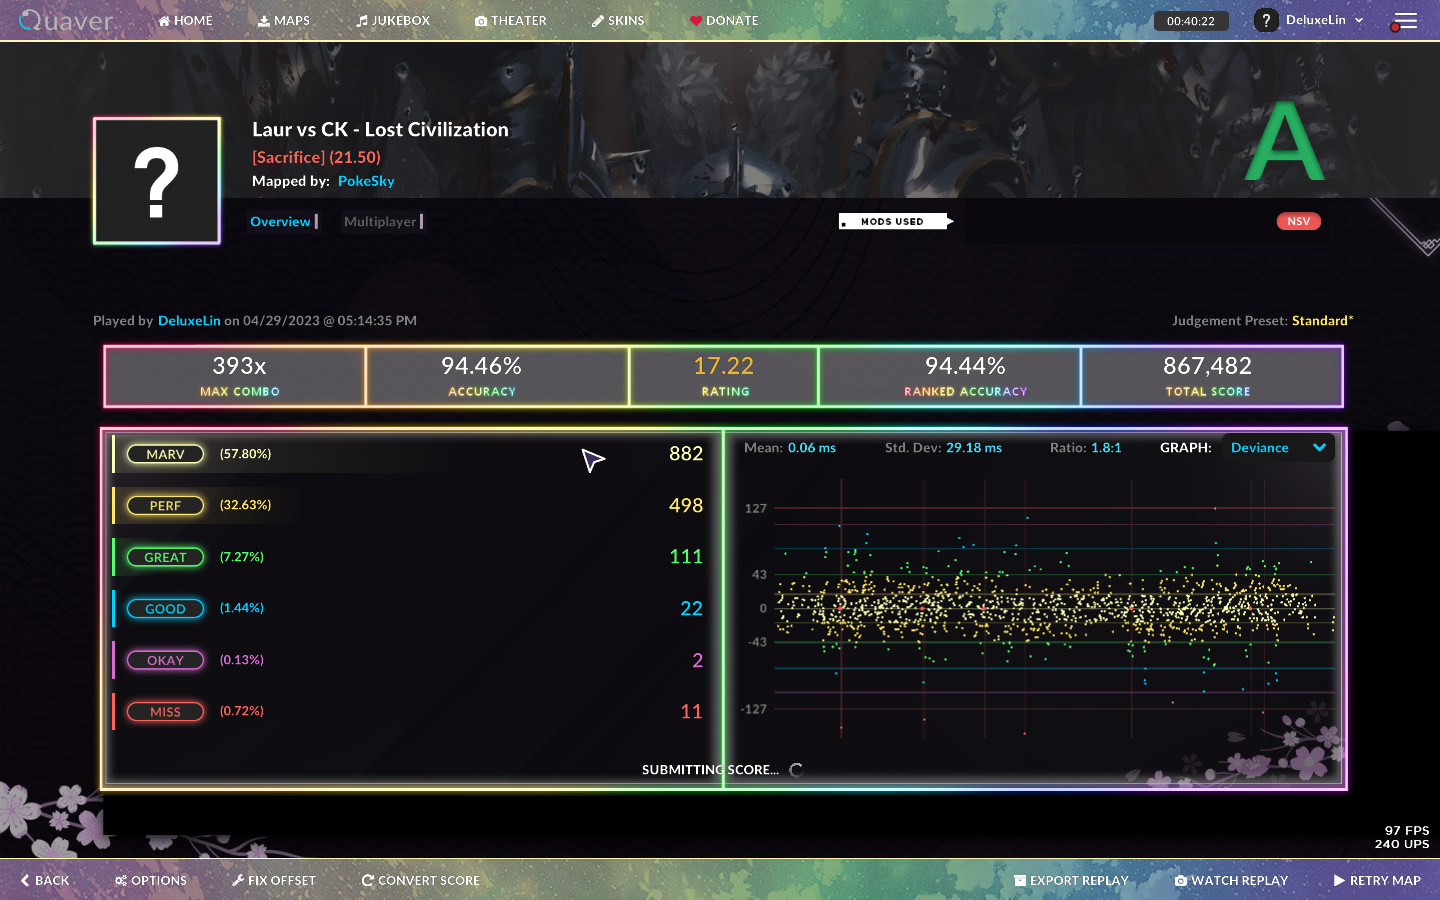 Quaver HOME MAPS JUKEBOX THEATER SKINS DONATE 00:40:22 ? DeluxeLin
?
Laur vs CK - Lost Civilization
[Sacrifice] (21.50)
Mapped by: PokeSky
A
Overview Multiplayer MODS USED NSV
Played by DeluxeLin on 04/29/2023 @ 05:14:35 PM Judgement Preset: Standard*
393x 94.46% 17.22 94.44% 867,482
MAX COMBO ACCURACY RATING RANKED ACCURACY TOTAL SCORE
MARV (57.80%) 882
PERF (32.63%) 498
GREAT (7.27%) 111
GOOD (1.44%) 22
OKAY (0.13%) 2
MISS (0.72%) 11
Mean: 0.06 ms Std. Dev: 29.18 ms Ratio: 1.8:1 GRAPH: Deviance
127
43
0
-43
-127
SUBMITTING SCORE...
97 FPS
240 UPS
BACK OPTIONS FIX OFFSET CONVERT SCORE EXPORT REPLAY WATCH REPLAY RETRY MAP